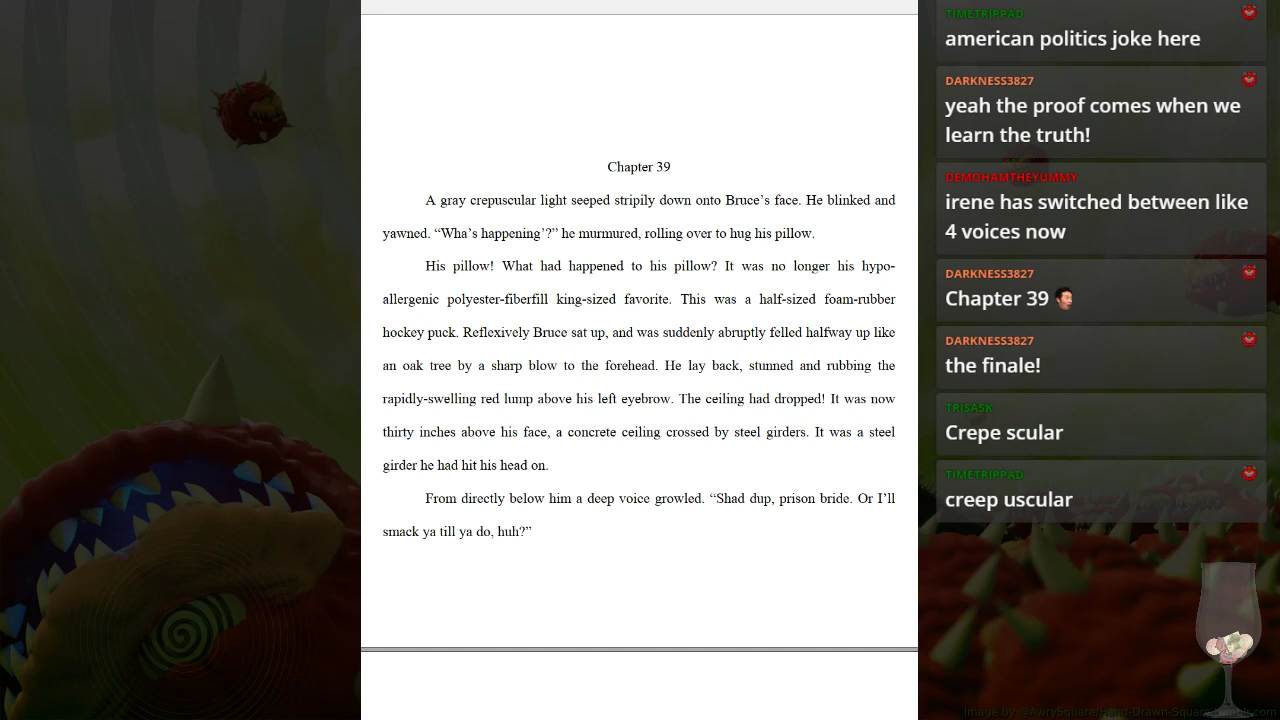 Chapter 39
A gray crepuscular light seeped stripily down onto Bruce’s face. He blinked and
yawned. “Wha’s happening’?” he murmured, rolling over to hug his pillow.
His pillow! What had happened to his pillow? It was no longer his hypo-
allergenic polyester-fiberfill king-sized favorite. This was a half-sized foam-rubber
hockey puck. Reflexively Bruce sat up, and was suddenly abruptly felled halfway up like
an oak tree by a sharp blow to the forehead. He lay back, stunned and rubbing the
rapidly-swelling red lump above his left eyebrow. The ceiling had dropped! It was now
thirty inches above his face, a concrete ceiling crossed by steel girders. It was a steel
girder he had hit his head on.
From directly below him a deep voice growled. “Shad dup, prison bride. Or I’ll
smack ya till ya do, huh?”
TIMETRIPPAD
american politics joke here
DARKNESS3827
yeah the proof comes when we
learn the truth!
DEMOHAMTHEYUMMY
irene has switched between like
4 voices now
DARKNESS3827
Chapter 39
DARKNESS3827
the finale!
TRISASK
Crepe scular
TIMETRIPPAD
creep uscular
Image by: @AwrySquare/Hand-Drawn-Square.tumblr.com